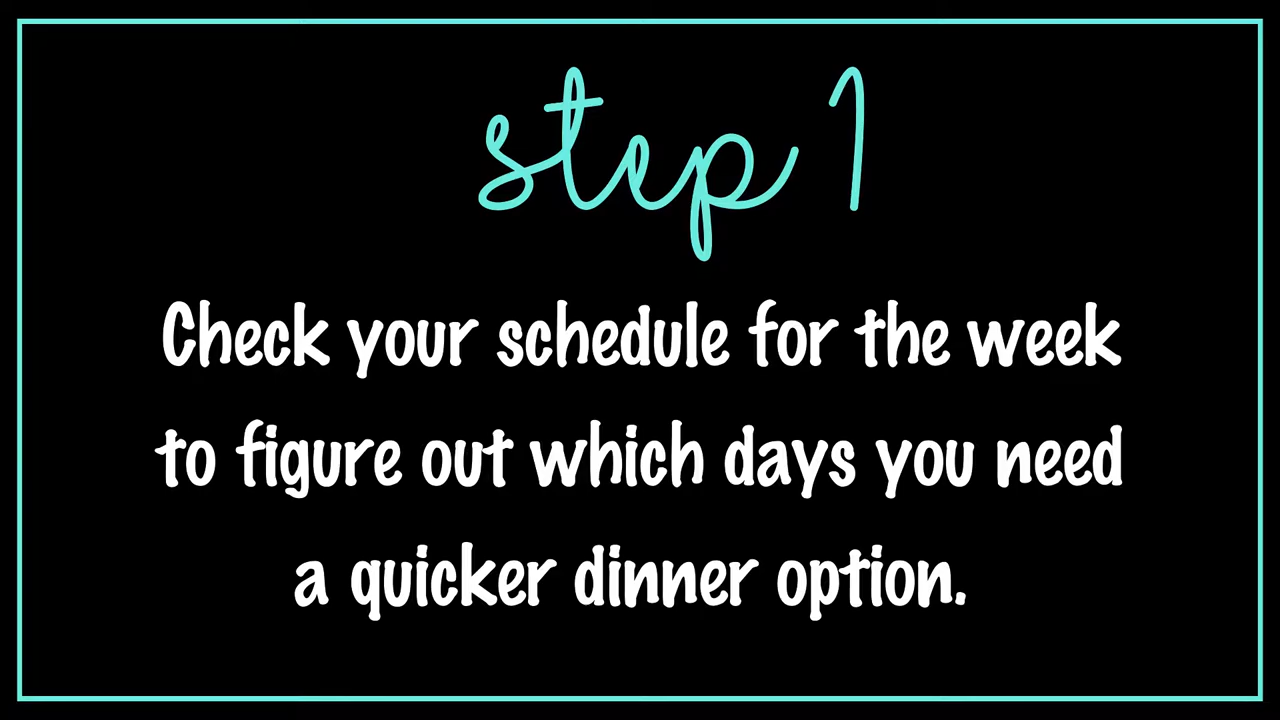 step 1
Check your schedule for the week
to figure out which days you need
a quicker dinner option.